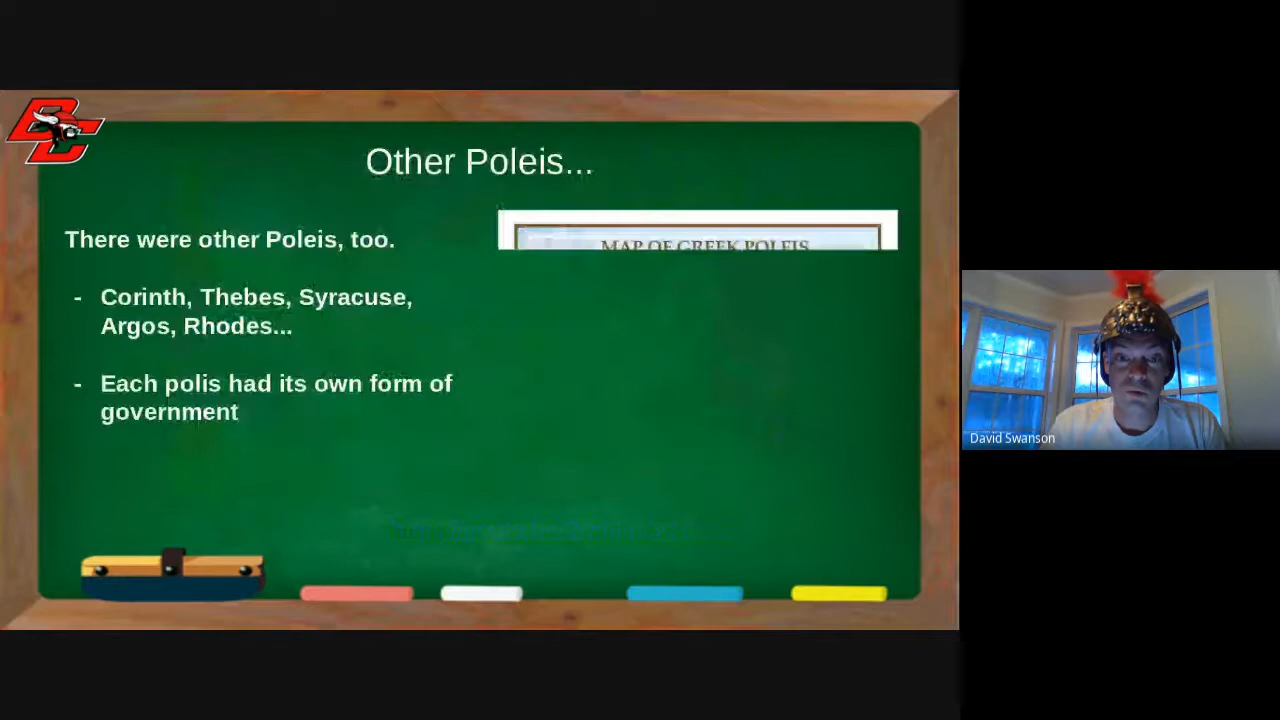 Other Poleis...
There were other Poleis, too.
- Corinth, Thebes, Syracuse,
Argos, Rhodes...
- Each polis had its own form of
government
MAP OF GREEK POLEIS
David Swanson